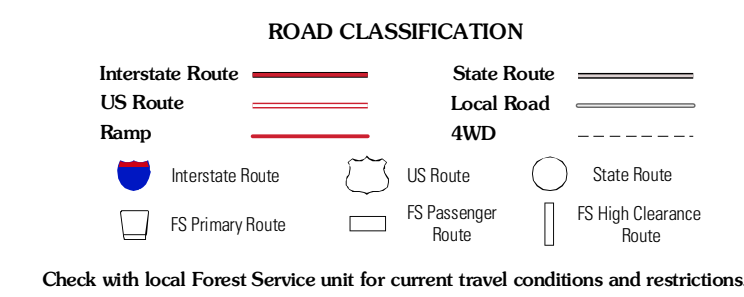 ROAD CLASSIFICATION
Interstate Route State Route
US Route Local Road
Ramp 4WD
Interstate Route US Route State Route
FS Primary Route FS Passenger Route FS High Clearance Route
Check with local Forest Service unit for current travel conditions and restrictions.